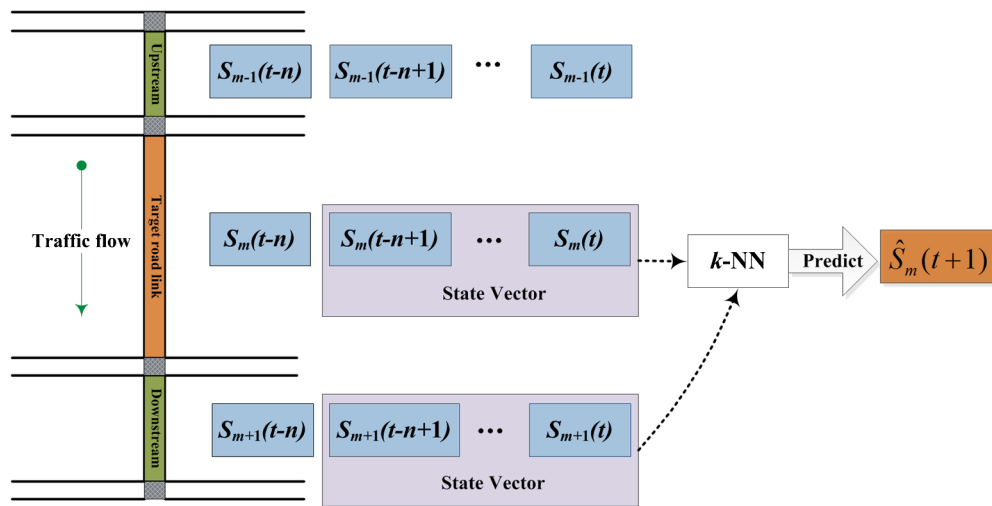 Upstream
S_{m-1}(t-n) S_{m-1}(t-n+1) ... S_{m-1}(t)
Traffic flow
Target road link
S_m(t-n) S_m(t-n+1) ... S_m(t)
State Vector
k-NN
Predict
Ŝ_m(t+1)
Downstream
S_{m+1}(t-n) S_{m+1}(t-n+1) ... S_{m+1}(t)
State Vector